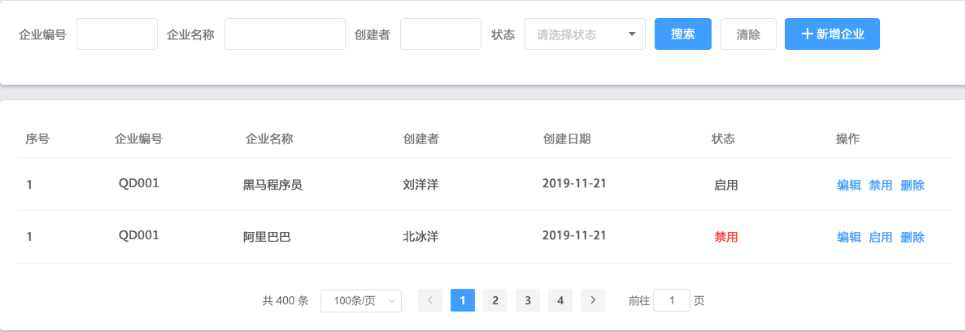 企业编号 企业名称 创建者 状态 请选择状态 搜索 清除 + 新增企业
序号 企业编号 企业名称 创建者 创建日期 状态 操作
1 QD001 黑马程序员 刘洋洋 2019-11-21 启用 编辑 禁用 删除
1 QD001 阿里巴巴 北冰洋 2019-11-21 禁用 编辑 启用 删除
共 400 条 100条/页 < 1 2 3 4 > 前往 1 页